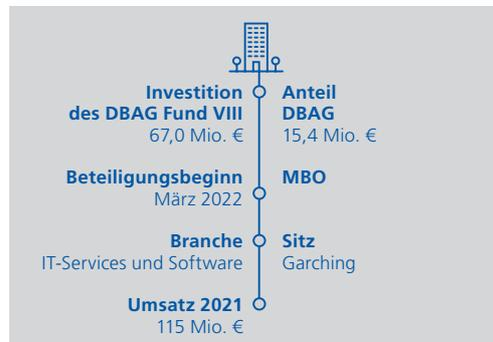 Investition
des DBAG Fund VIII
67,0 Mio. €
Anteil
DBAG
15,4 Mio. €
Beteiligungsbeginn
März 2022
MBO
Branche
IT-Services und Software
Sitz
Garching
Umsatz 2021
115 Mio. €